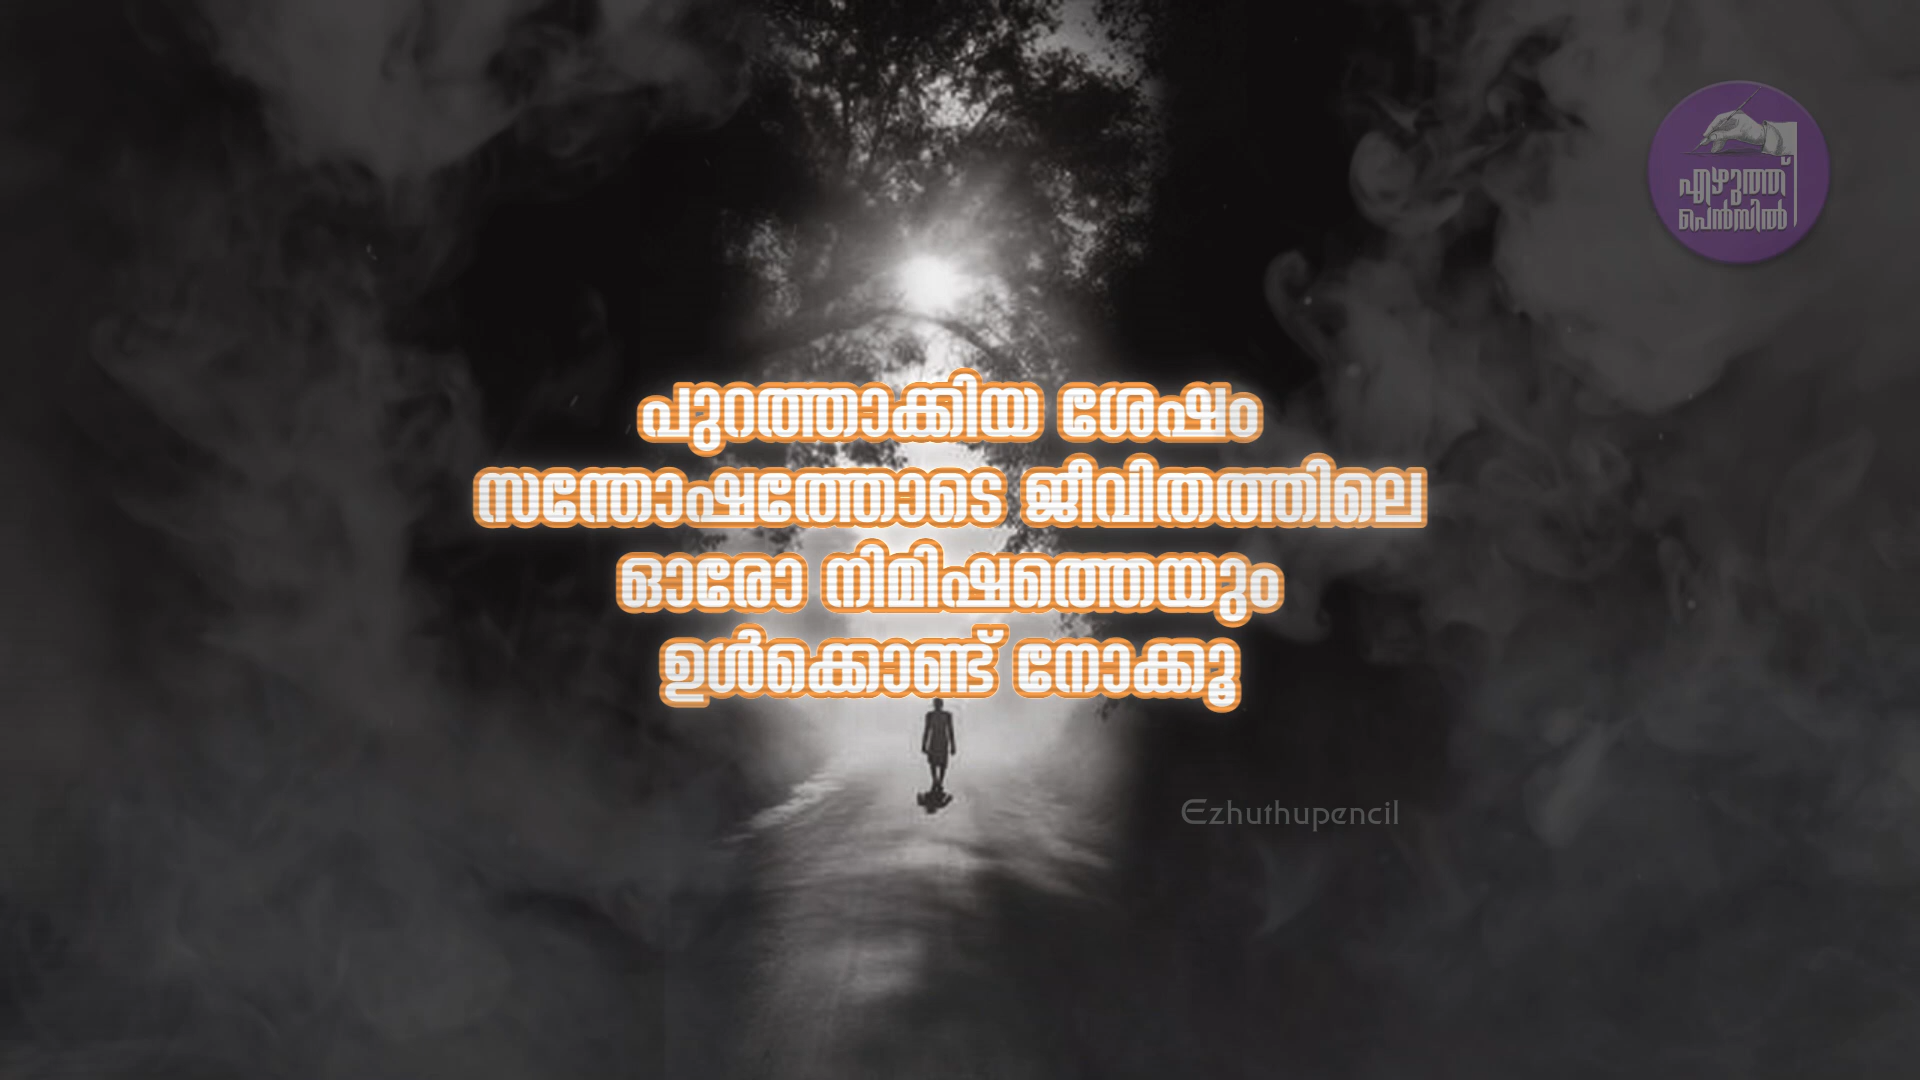 എഴുത്ത്
പെൻസിൽ
പുറത്താക്കിയ ശേഷം
സന്തോഷത്തോടെ ജീവിതത്തിലെ
ഓരോ നിമിഷത്തെയും
ഉൾക്കൊണ്ട് നോക്കൂ
Ezhuthupencil